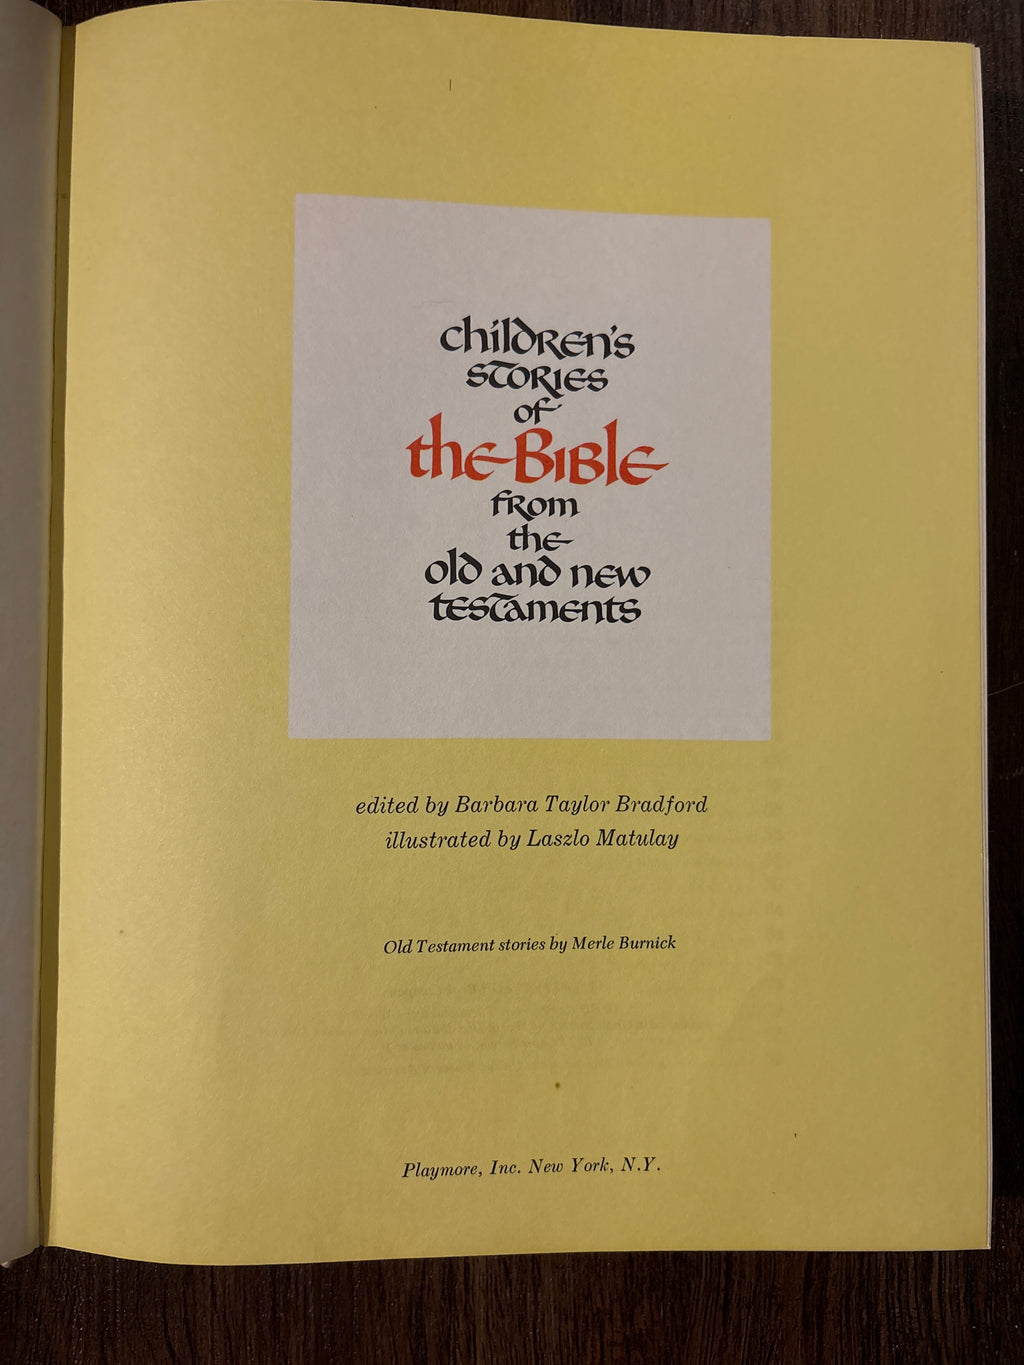 children's
stories
of
the Bible
from
the
old and new
testaments
edited by Barbara Taylor Bradford
illustrated by Laszlo Matulay
Old Testament stories by Merle Burnick
Playmore, Inc. New York, N.Y.